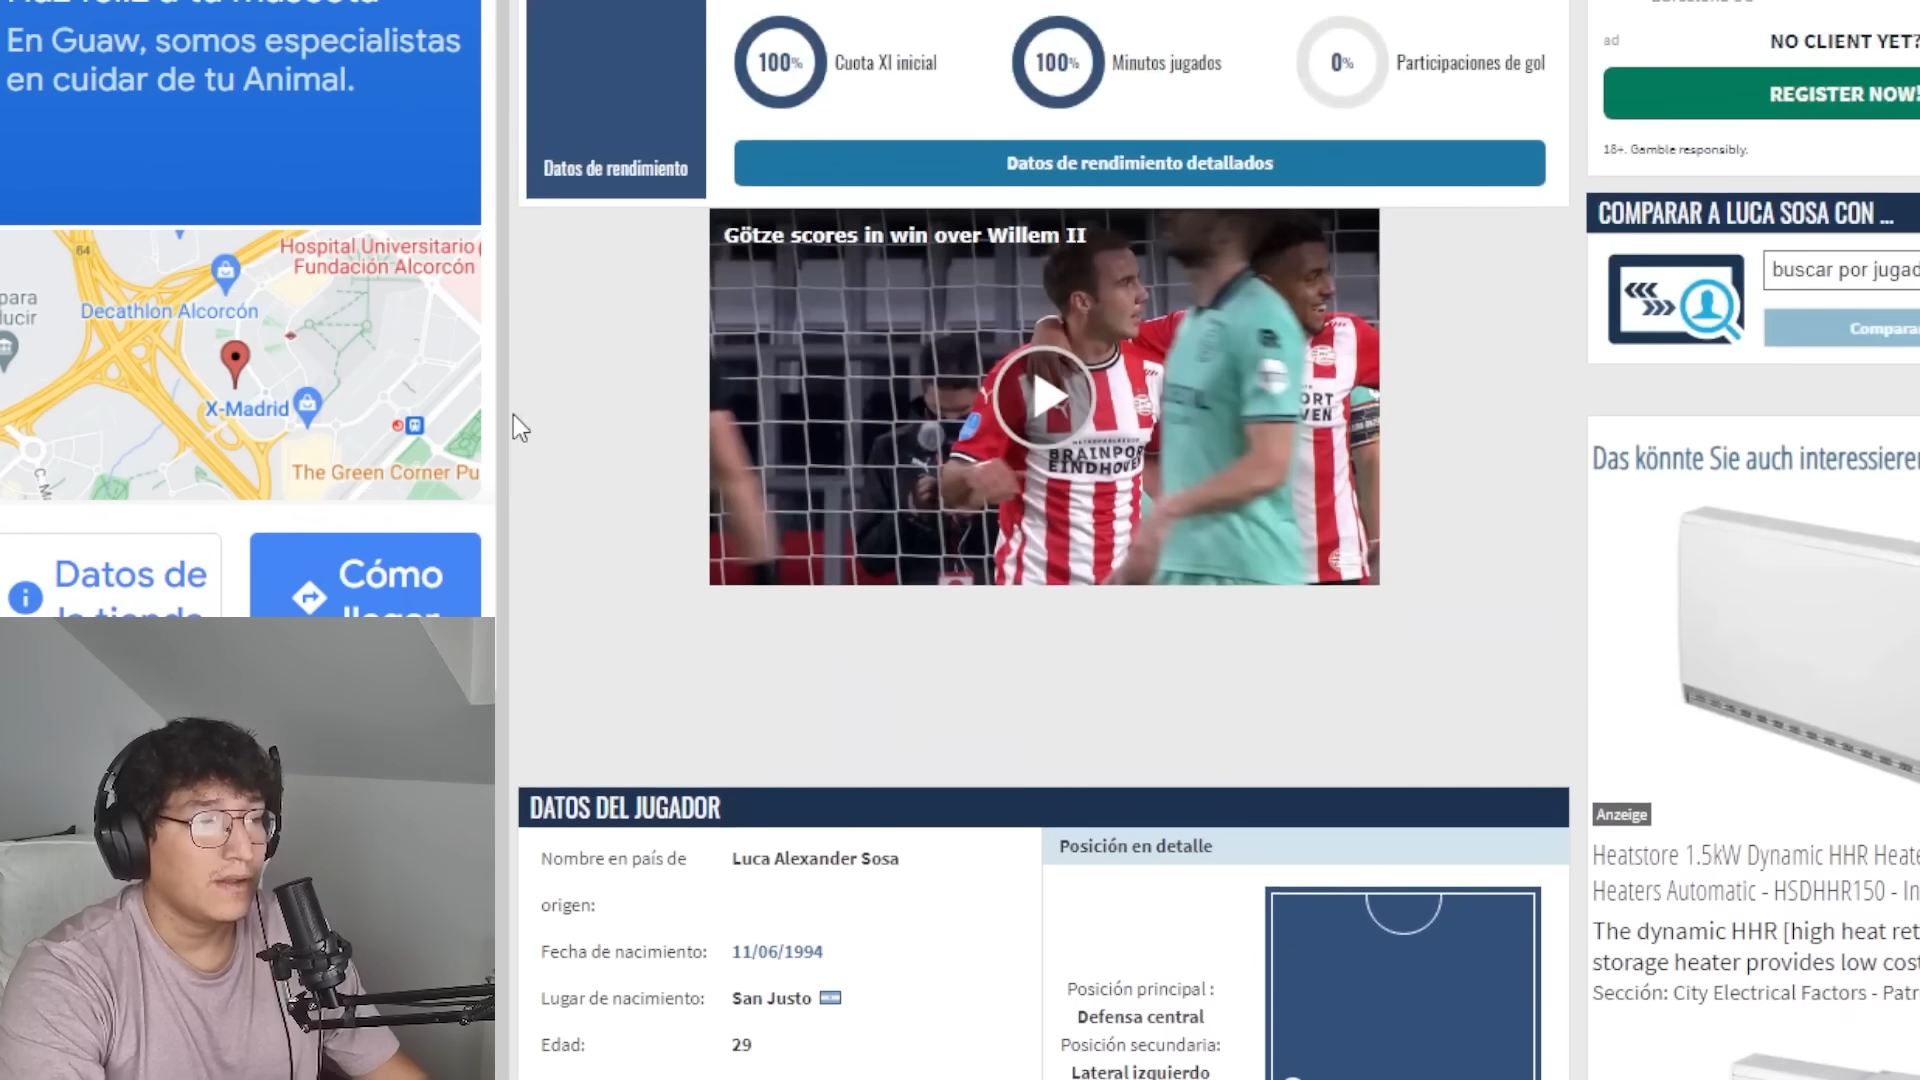 En Guaw, somos especialistas
en cuidar de tu Animal.
64
Hospital Universitario
Fundación Alcorcón
Decathlon Alcorcón
para
lucir
X-Madrid
The Green Corner Pu
C. M
Datos de
la tienda
Cómo
llegar
100%
Cuota XI inicial
100%
Minutos jugados
0%
Participaciones de gol
Datos de rendimiento
Datos de rendimiento detallados
Götze scores in win over Willem II
BRAINPOR
EINDHOVEN
DATOS DEL JUGADOR
Nombre en país de
origen:
Luca Alexander Sosa
Fecha de nacimiento:
11/06/1994
Lugar de nacimiento:
San Justo
Edad:
29
Posición en detalle
Posición principal :
Defensa central
Posición secundaria:
Lateral izquierdo
ad
NO CLIENT YET?
REGISTER NOW!
18+. Gamble responsibly.
COMPARAR A LUCA SOSA CON ...
buscar por jugad
Compara
Das könnte Sie auch interessieren
Anzeige
Heatstore 1.5kW Dynamic HHR Heate
Heaters Automatic - HSDHHR150 - In
The dynamic HHR [high heat ret
storage heater provides low cost
Sección: City Electrical Factors - Patr